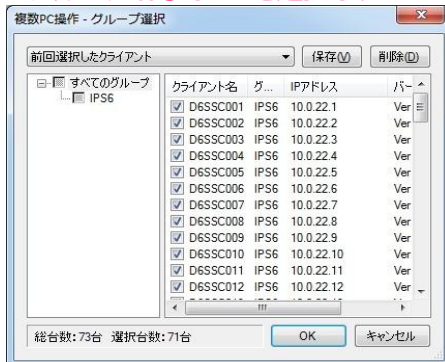 複数PC操作 - グループ選択
前回選択したクライアント 保存(V) 削除(D)
すべてのグループ
IPS6
クライアント名 グ... IPアドレス バー
D6SSC001 IPS6 10.0.22.1 Ver
D6SSC002 IPS6 10.0.22.2 Ver
D6SSC003 IPS6 10.0.22.3 Ver
D6SSC004 IPS6 10.0.22.4 Ver
D6SSC005 IPS6 10.0.22.5 Ver
D6SSC006 IPS6 10.0.22.6 Ver
D6SSC007 IPS6 10.0.22.7 Ver
D6SSC008 IPS6 10.0.22.8 Ver
D6SSC009 IPS6 10.0.22.9 Ver
D6SSC010 IPS6 10.0.22.10 Ver
D6SSC011 IPS6 10.0.22.11 Ver
D6SSC012 IPS6 10.0.22.12 Ver
総台数:73台 選択台数:71台 OK キャンセル